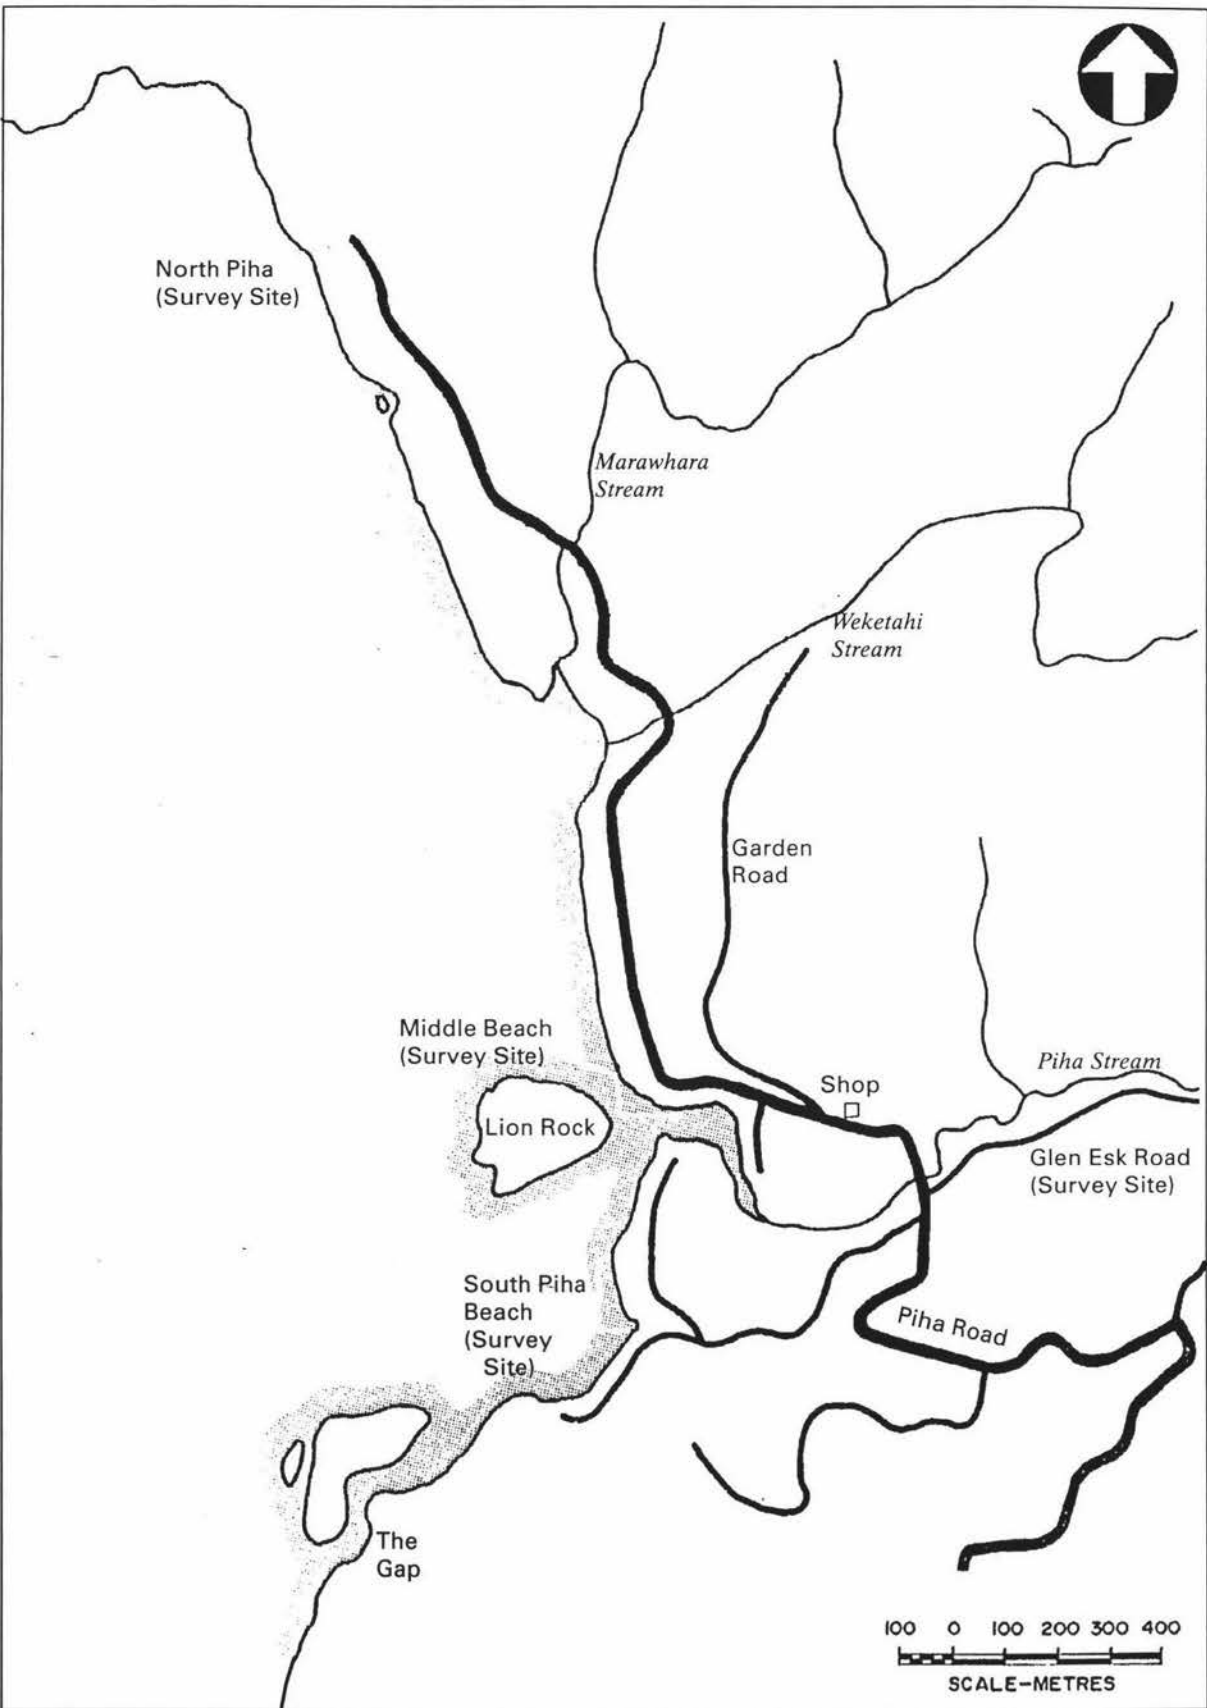 North Piha
(Survey Site)
Marawhara
Stream
Weketahi
Stream
Garden
Road
Middle Beach
(Survey Site)
Lion Rock
Shop
Piha Stream
Glen Esk Road
(Survey Site)
South Piha
Beach
(Survey
Site)
Piha Road
The
Gap
100 0 100 200 300 400
SCALE-METRES